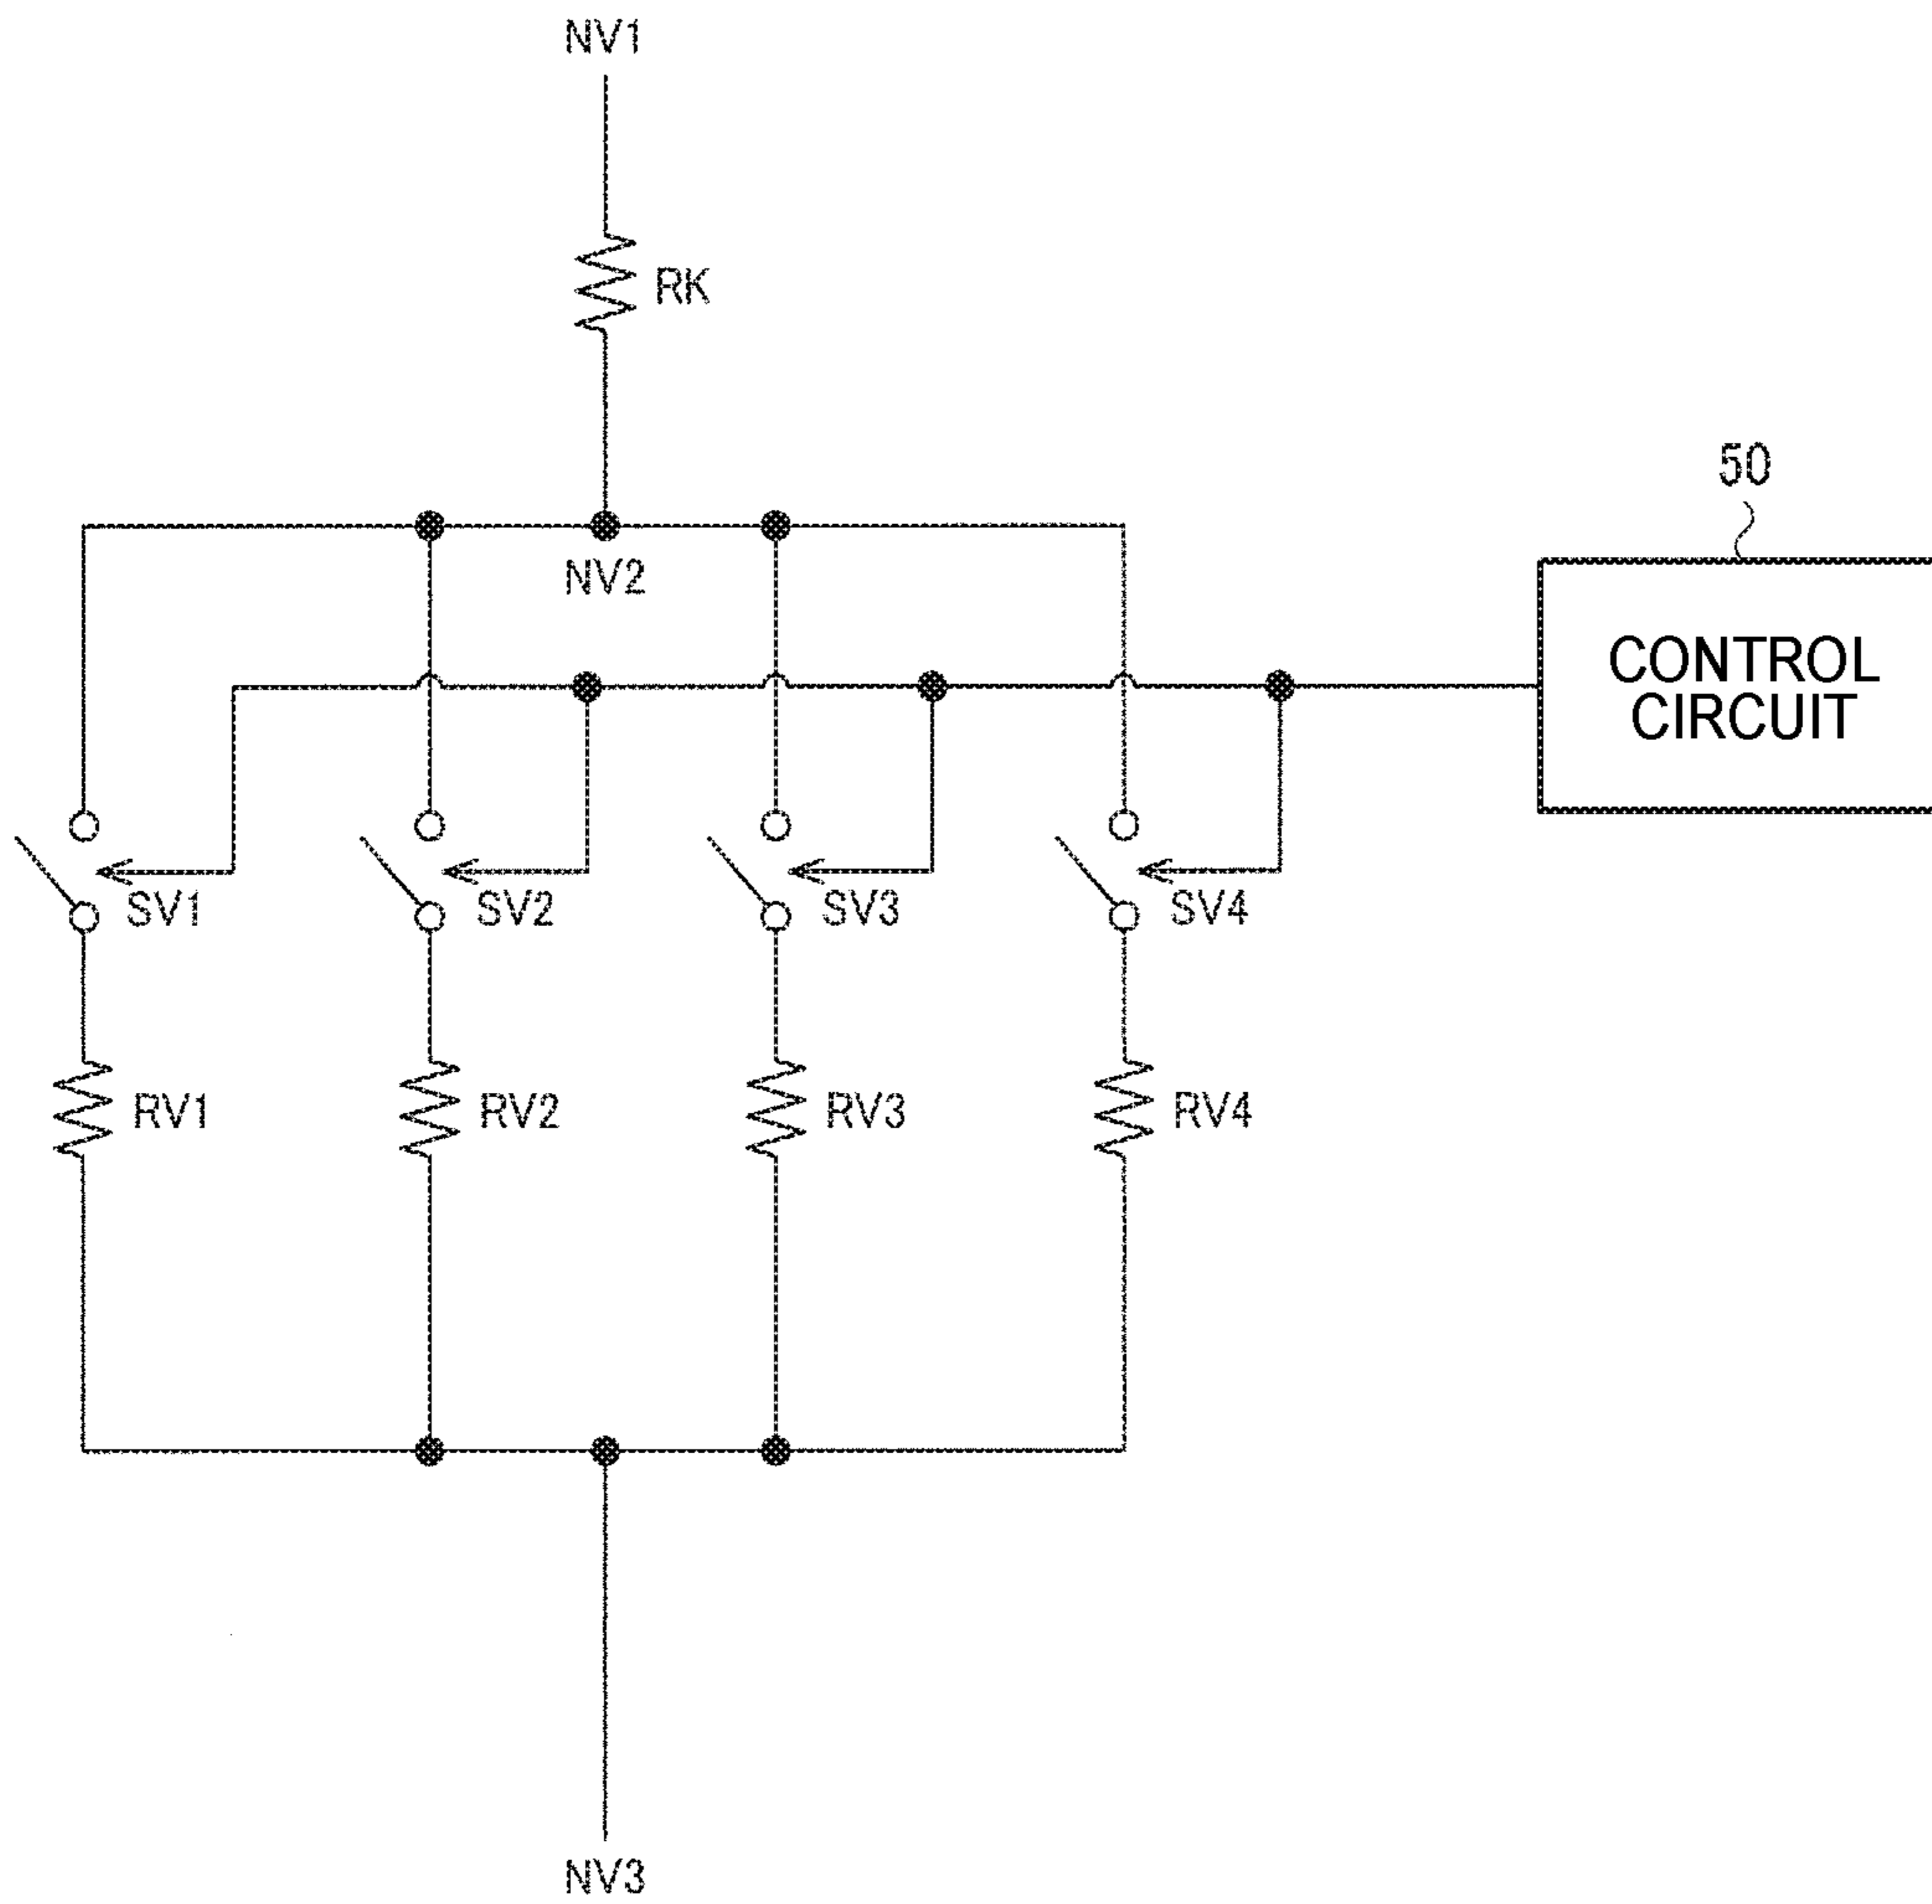 NV1
RK
50
NV2
CONTROL
CIRCUIT
SV1
SV2
SV3
SV4
RV1
RV2
RV3
RV4
NV3